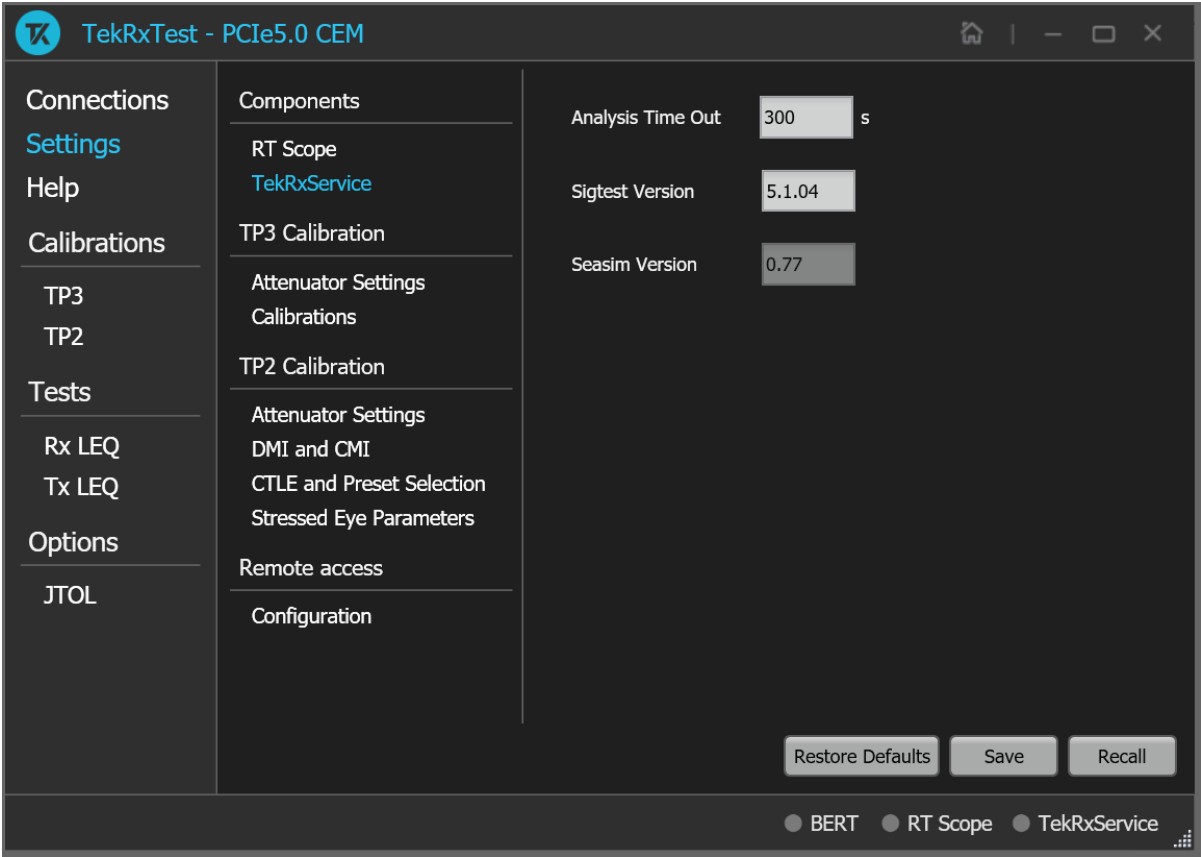 TekRxTest - PCIe5.0 CEM
Connections
Settings
Help
Calibrations
TP3
TP2
Tests
Rx LEQ
Tx LEQ
Options
JTOL
Components
RT Scope
TekRxService
TP3 Calibration
Attenuator Settings
Calibrations
TP2 Calibration
Attenuator Settings
DMI and CMI
CTLE and Preset Selection
Stressed Eye Parameters
Remote access
Configuration
Analysis Time Out 300 s
Sigtest Version 5.1.04
Seasim Version 0.77
Restore Defaults Save Recall
BERT RT Scope TekRxService